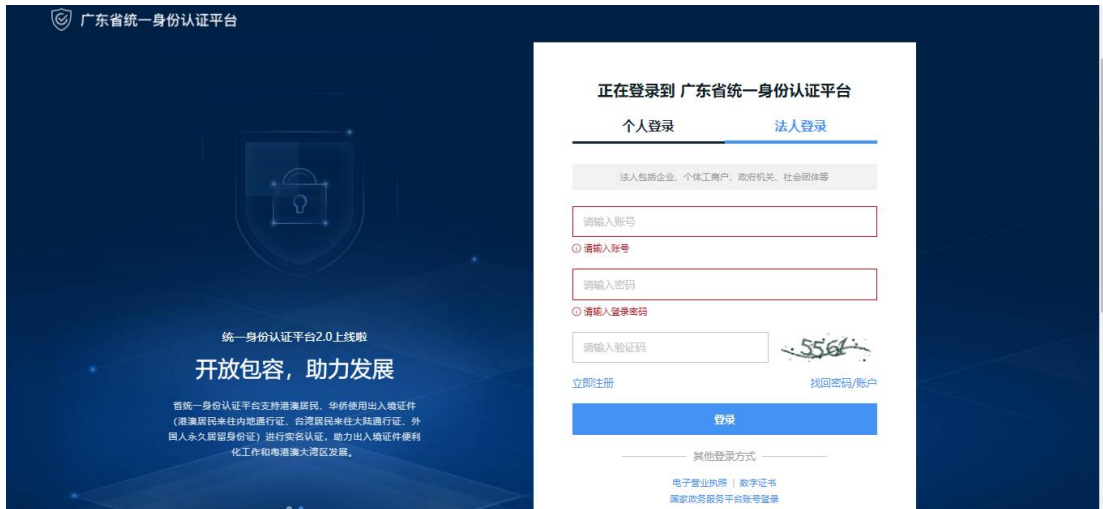 广东省统一身份认证平台
正在登录到 广东省统一身份认证平台
个人登录 法人登录
法人包括企业、个体工商户、政府机关、社会团体等
请输入账号
请输入账号
请输入密码
请输入登录密码
请输入验证码
立即注册 找回密码/账户
登录
其他登录方式
电子营业执照 | 数字证书
国家政务服务平台账号登录
统一身份认证平台2.0上线啦
开放包容，助力发展
省统一身份认证平台支持港澳居民、华侨使用出入境证件
(港澳居民来往内地通行证、台湾居民来往大陆通行证、外
国人永久居留身份证）进行实名认证，助力出入境证件便利
化工作和粤港澳大湾区发展。